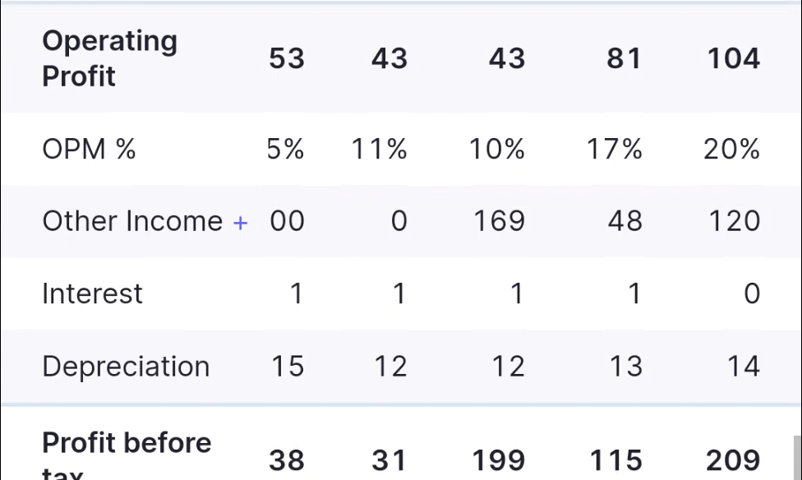 Operating
Profit 53 43 43 81 104
OPM % 5% 11% 10% 17% 20%
Other Income + 00 0 169 48 120
Interest 1 1 1 1 0
Depreciation 15 12 12 13 14
Profit before
tax 38 31 199 115 209